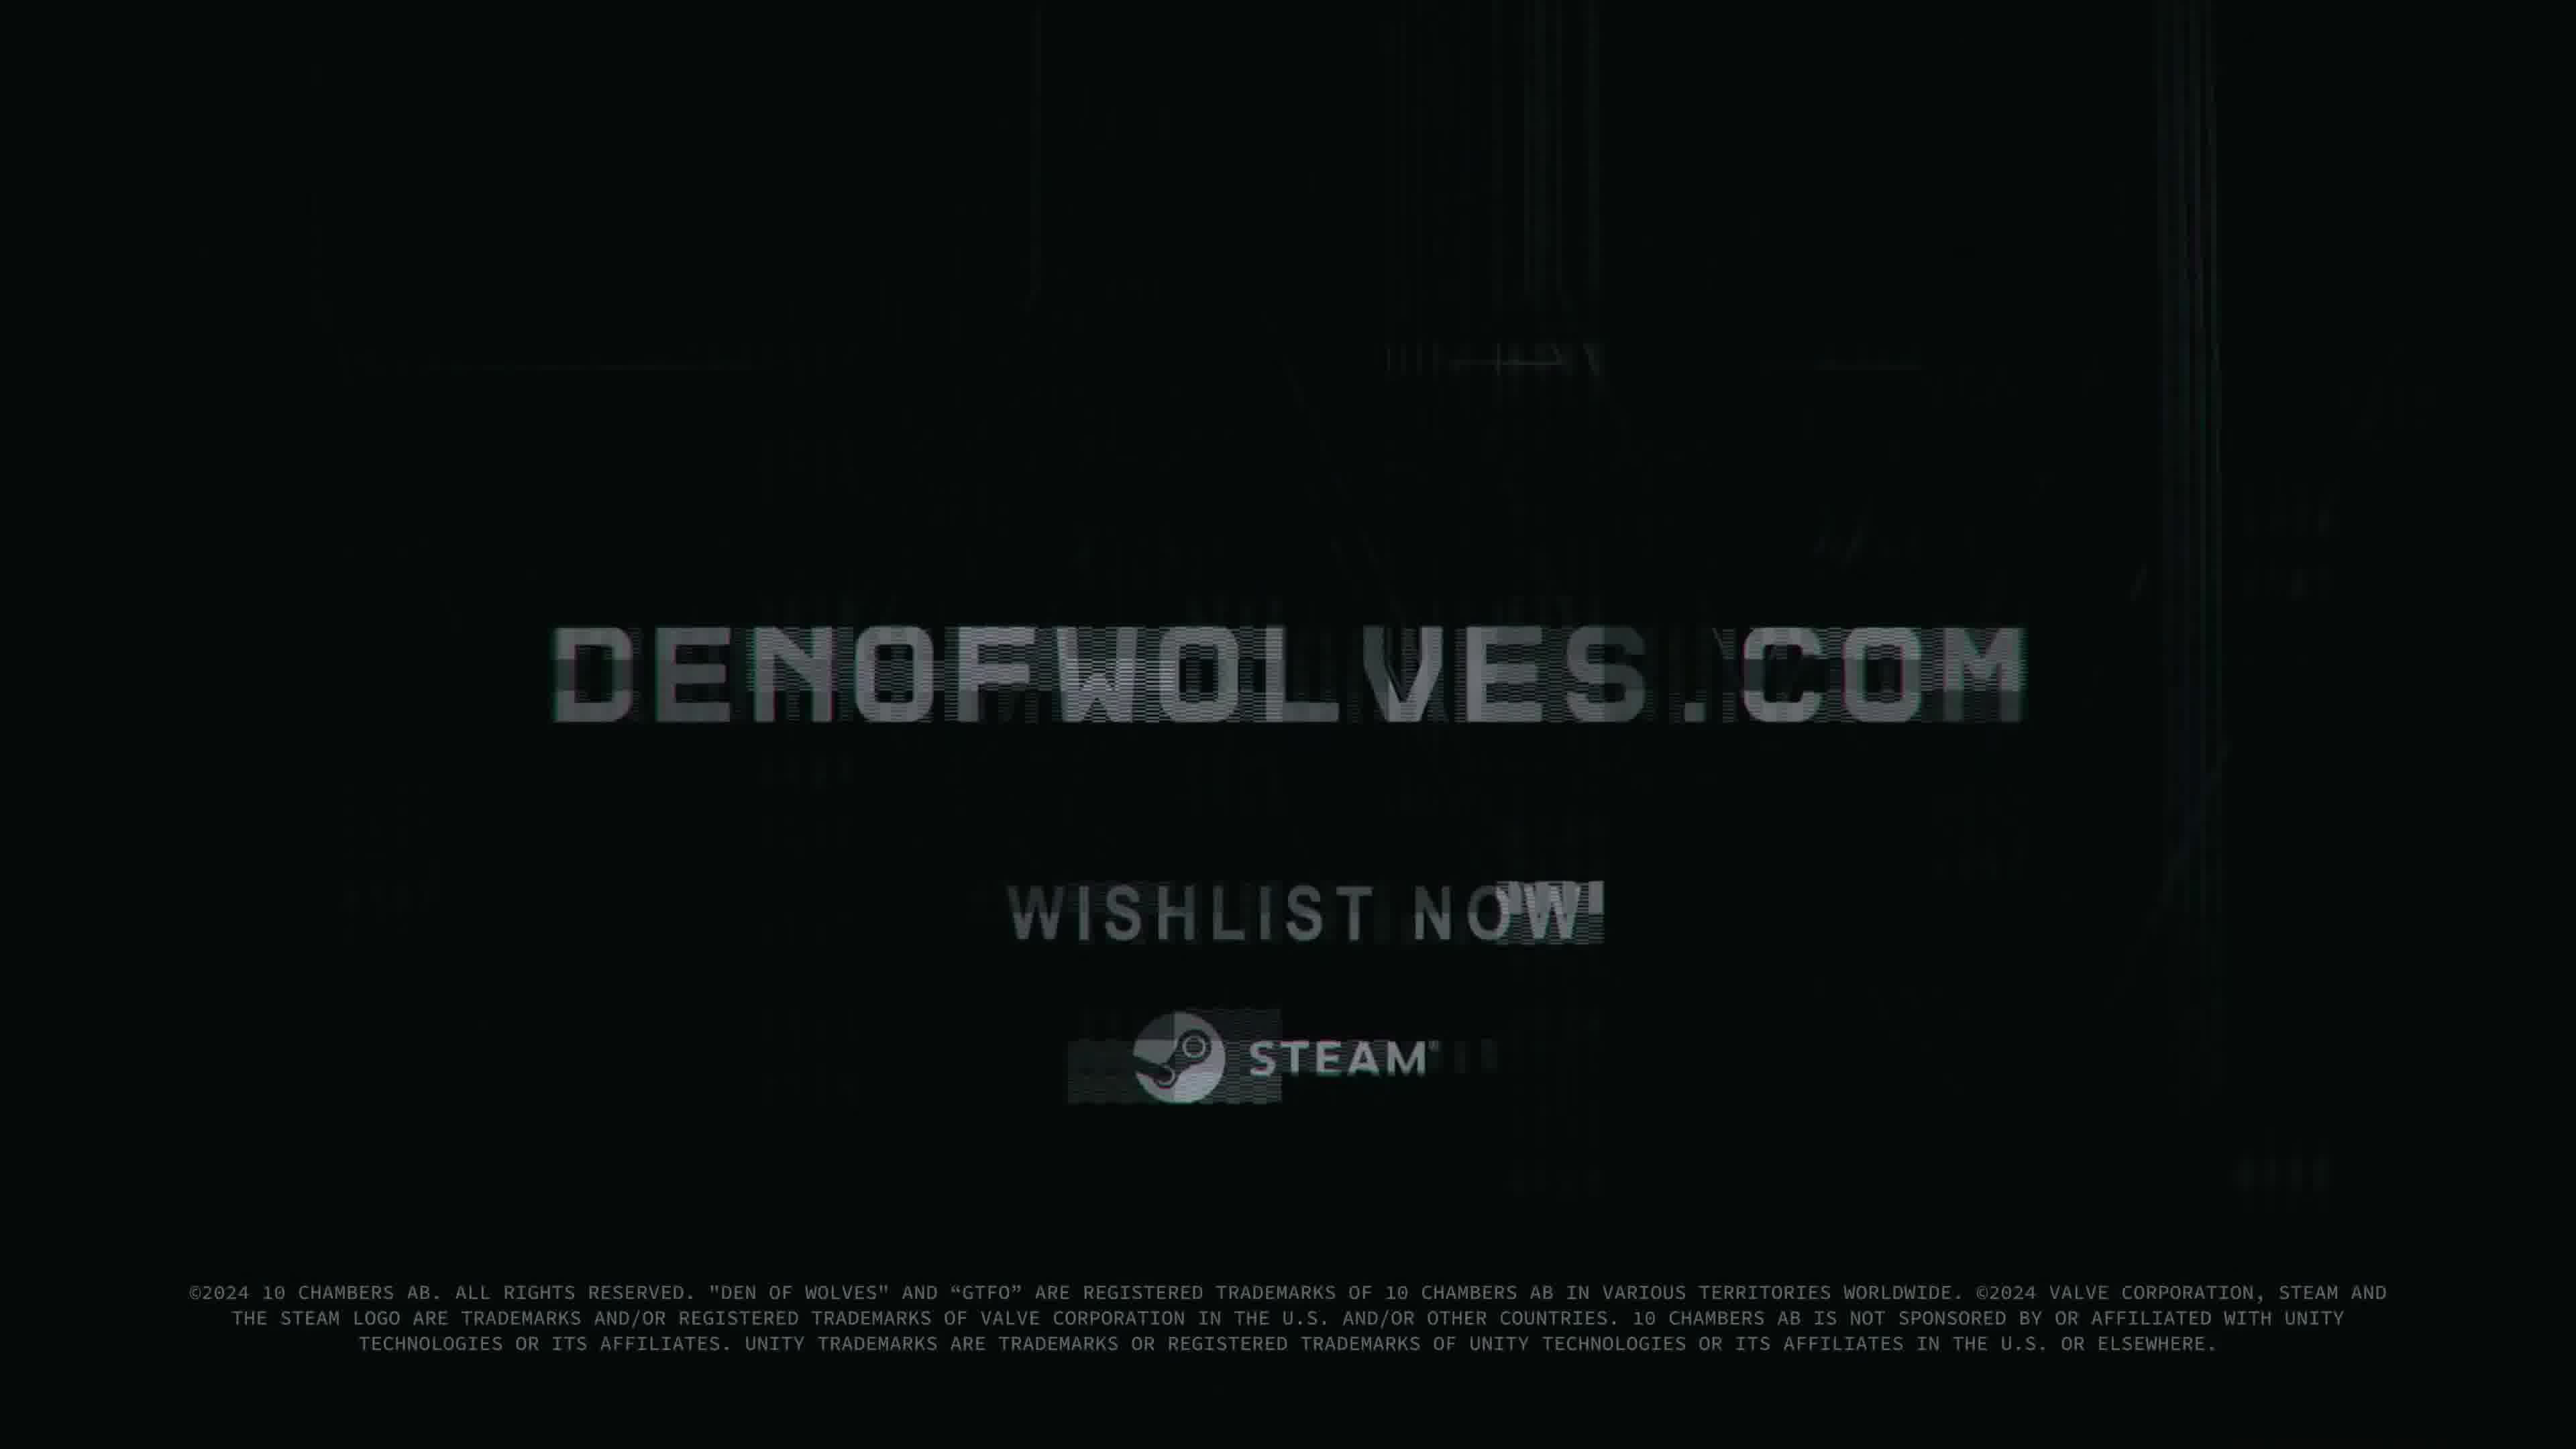 DENOFWOLVES.COM
WISHLIST NOW
STEAM®
©2024 10 CHAMBERS AB. ALL RIGHTS RESERVED. "DEN OF WOLVES" AND “GTFO” ARE REGISTERED TRADEMARKS OF 10 CHAMBERS AB IN VARIOUS TERRITORIES WORLDWIDE. ©2024 VALVE CORPORATION, STEAM AND
THE STEAM LOGO ARE TRADEMARKS AND/OR REGISTERED TRADEMARKS OF VALVE CORPORATION IN THE U.S. AND/OR OTHER COUNTRIES. 10 CHAMBERS AB IS NOT SPONSORED BY OR AFFILIATED WITH UNITY
TECHNOLOGIES OR ITS AFFILIATES. UNITY TRADEMARKS ARE TRADEMARKS OR REGISTERED TRADEMARKS OF UNITY TECHNOLOGIES OR ITS AFFILIATES IN THE U.S. OR ELSEWHERE.